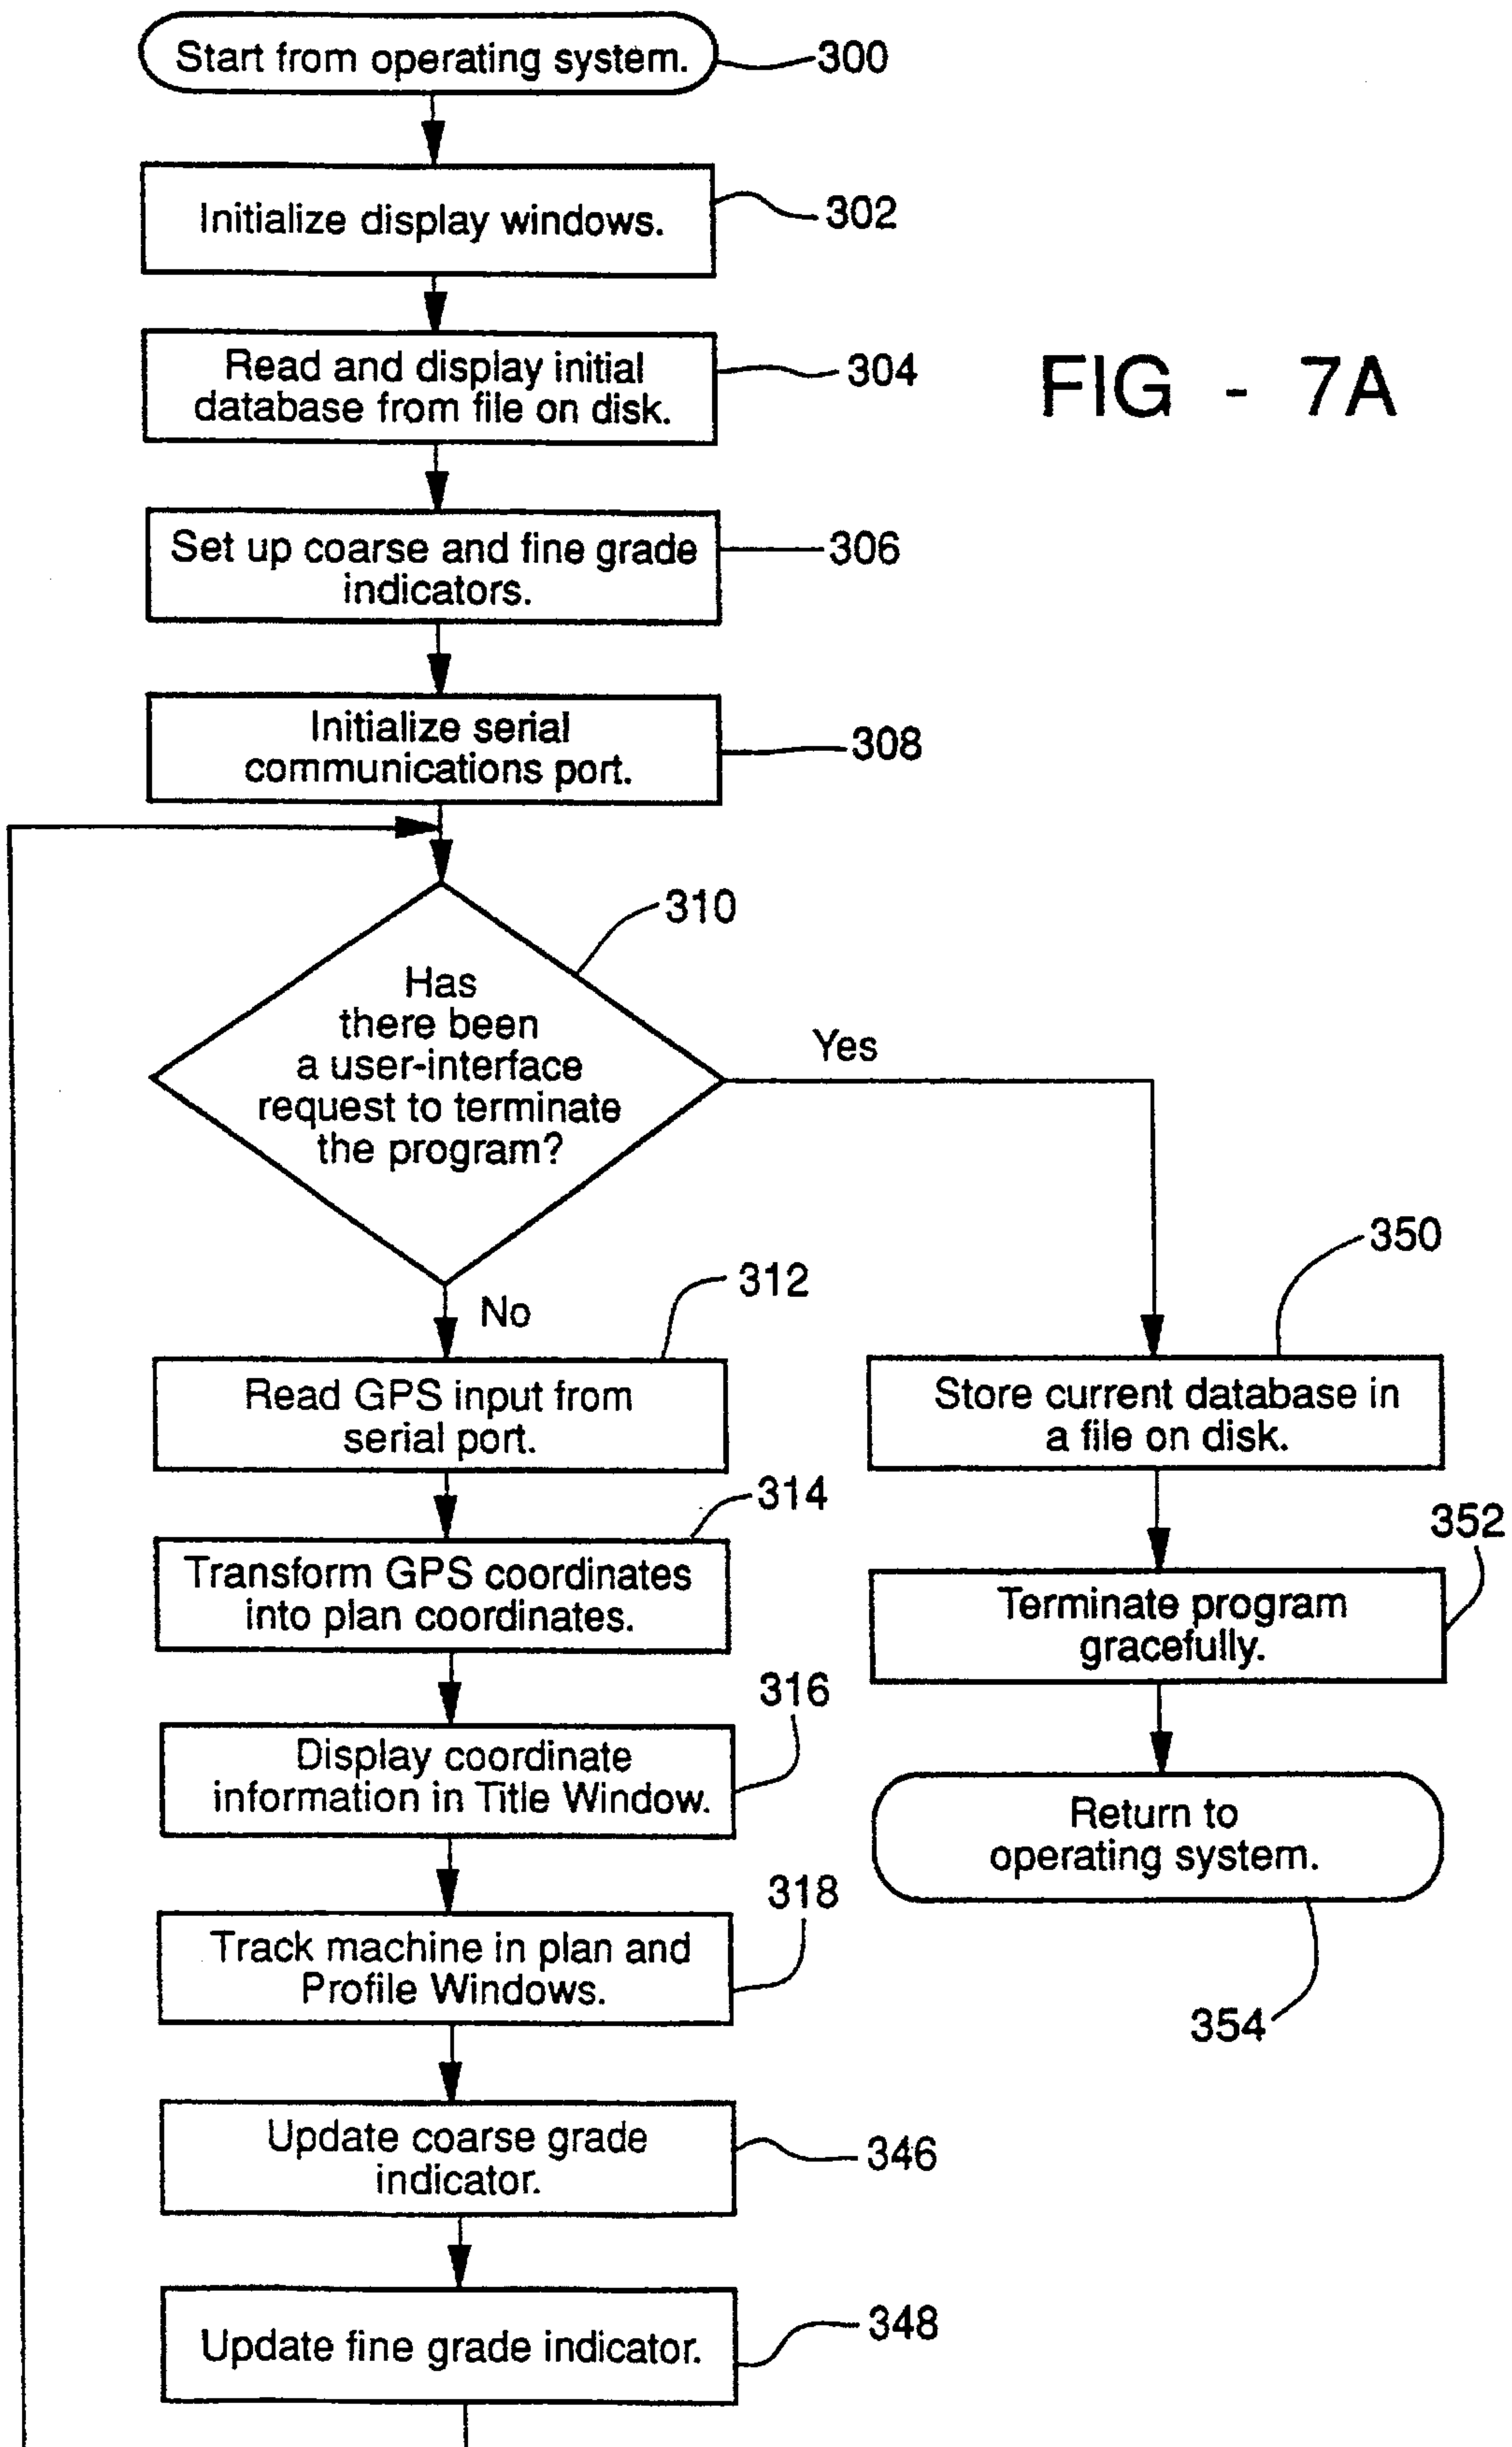 Start from operating system.
300
Initialize display windows.
302
Read and display initial
database from file on disk.
304
FIG - 7A
Set up coarse and fine grade
indicators.
306
Initialize serial
communications port.
308
310
Has
there been
a user-interface
request to terminate
the program?
Yes
No
312
Read GPS input from
serial port.
314
Transform GPS coordinates
into plan coordinates.
316
Display coordinate
information in Title Window.
318
Track machine in plan and
Profile Windows.
Update coarse grade
indicator.
346
Update fine grade indicator.
348
350
Store current database in
a file on disk.
352
Terminate program
gracefully.
Return to
operating system.
354